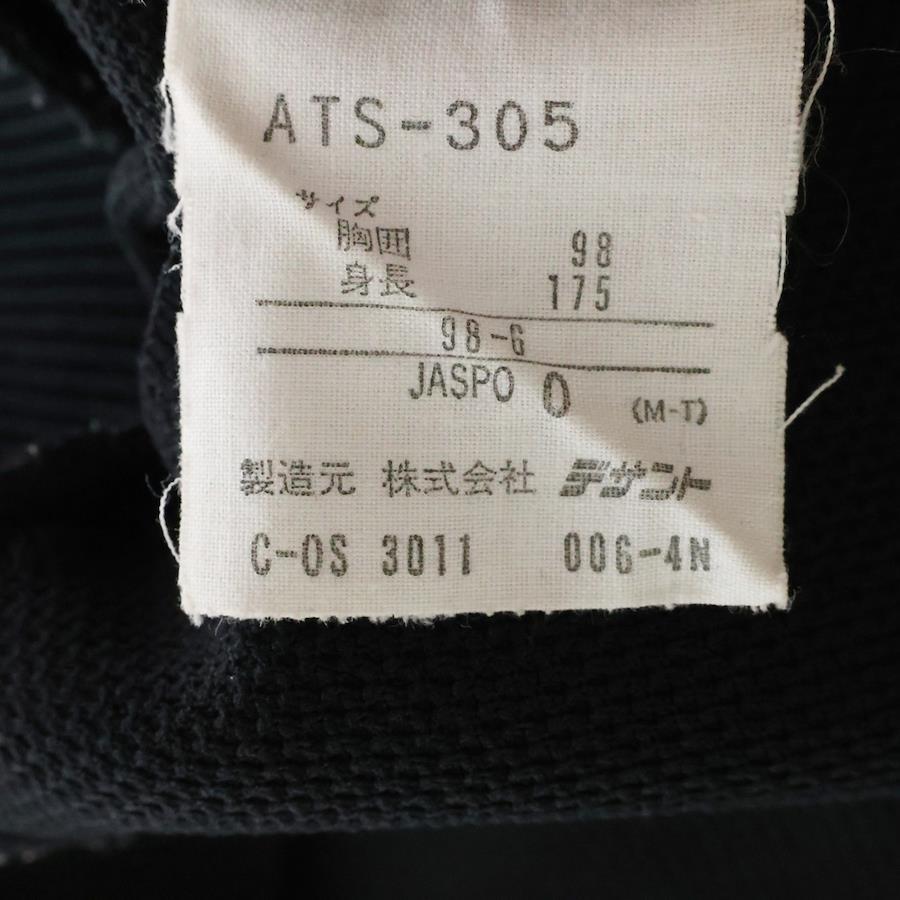 ATS-305
サイズ
胸囲 98
身長 175
98-6
JASPO O (M-T)
製造元 株式会社 デサント
C-OS 3011 006-4N